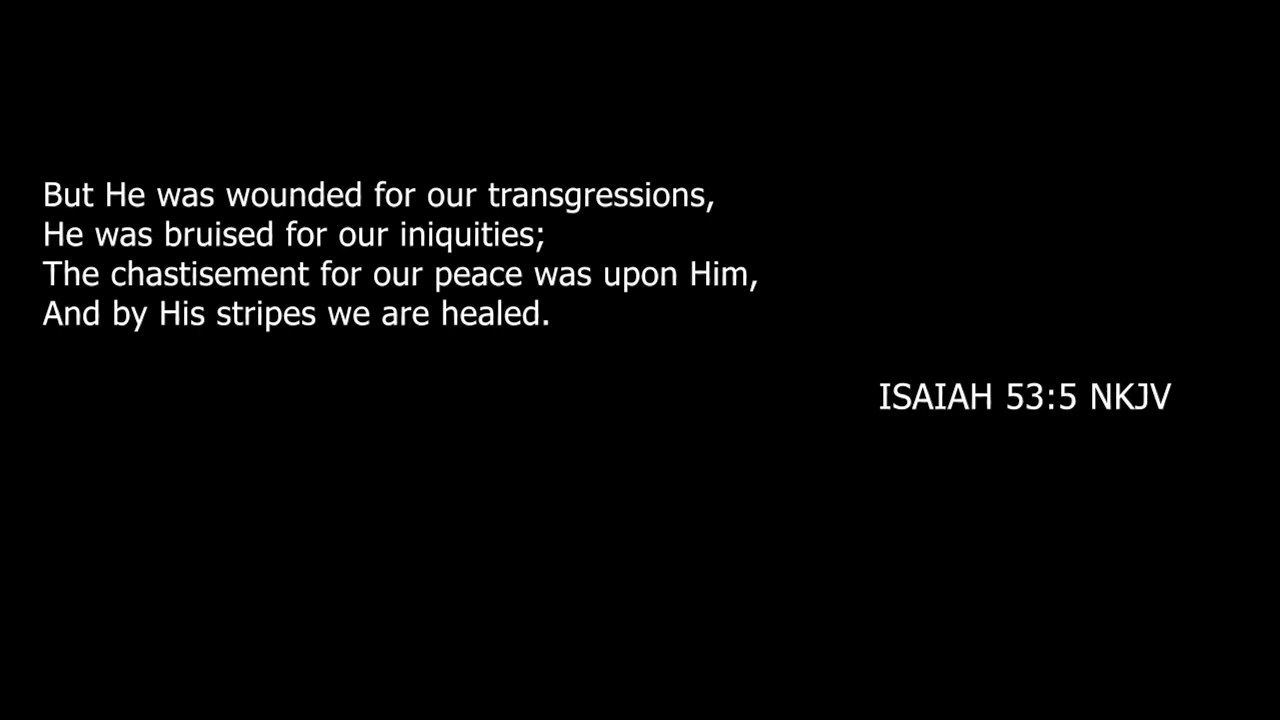 But He was wounded for our transgressions,
He was bruised for our iniquities;
The chastisement for our peace was upon Him,
And by His stripes we are healed.
ISAIAH 53:5 NKJV